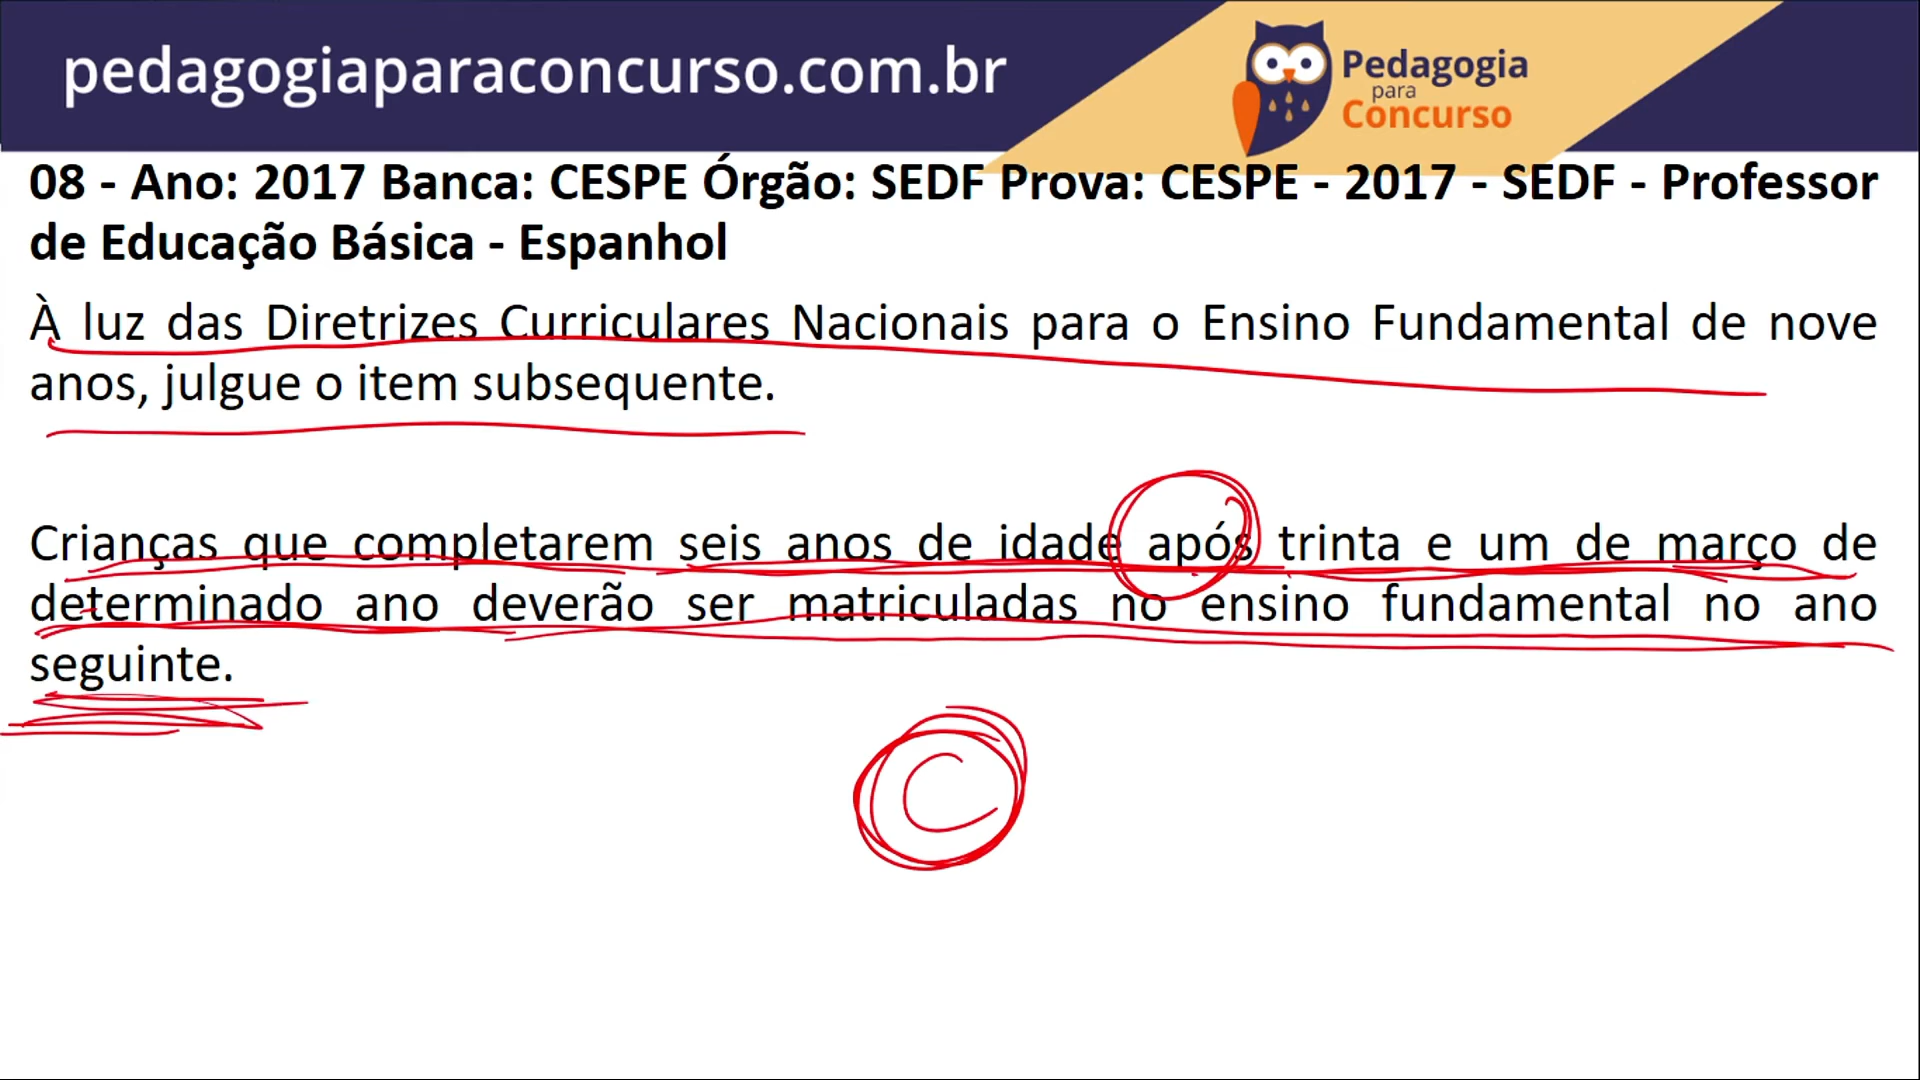 pedagogiaparaconcurso.com.br
Pedagogia
para
Concurso
08 - Ano: 2017 Banca: CESPE Órgão: SEDF Prova: CESPE - 2017 - SEDF - Professor
de Educação Básica - Espanhol
À luz das Diretrizes Curriculares Nacionais para o Ensino Fundamental de nove
anos, julgue o item subsequente.
Crianças que completarem seis anos de idade após trinta e um de março de
determinado ano deverão ser matriculadas no ensino fundamental no ano
seguinte.
C